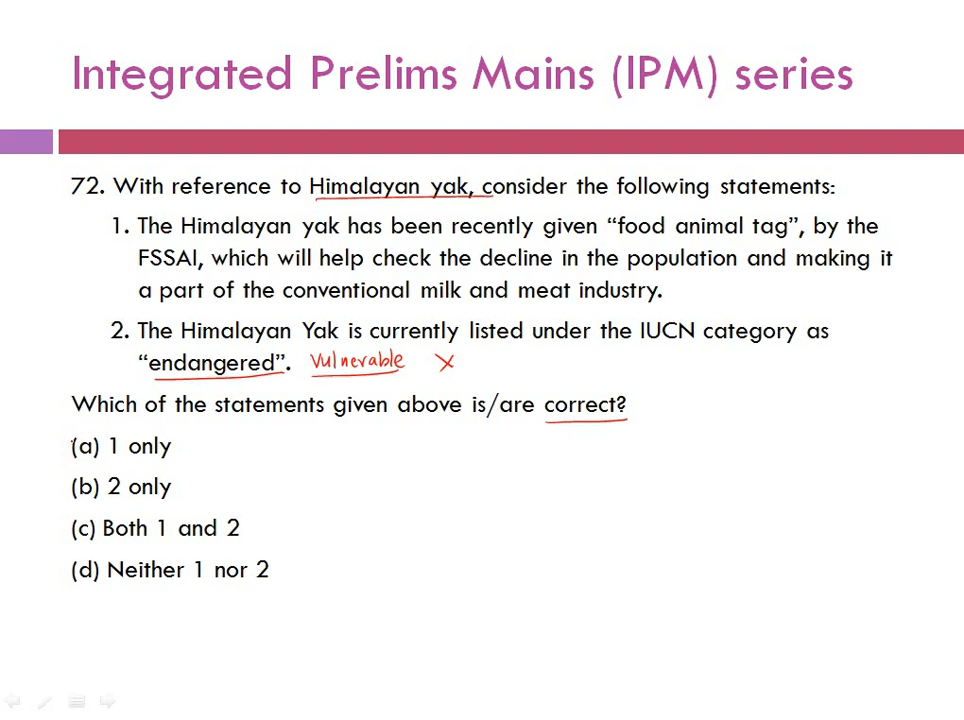 Integrated Prelims Mains (IPM) series
72. With reference to Himalayan yak, consider the following statements:
1. The Himalayan yak has been recently given “food animal tag”, by the
FSSAI, which will help check the decline in the population and making it
a part of the conventional milk and meat industry.
2. The Himalayan Yak is currently listed under the IUCN category as
“endangered”. Vulnerable ×
Which of the statements given above is/are correct?
(a) 1 only
(b) 2 only
(c) Both 1 and 2
(d) Neither 1 nor 2